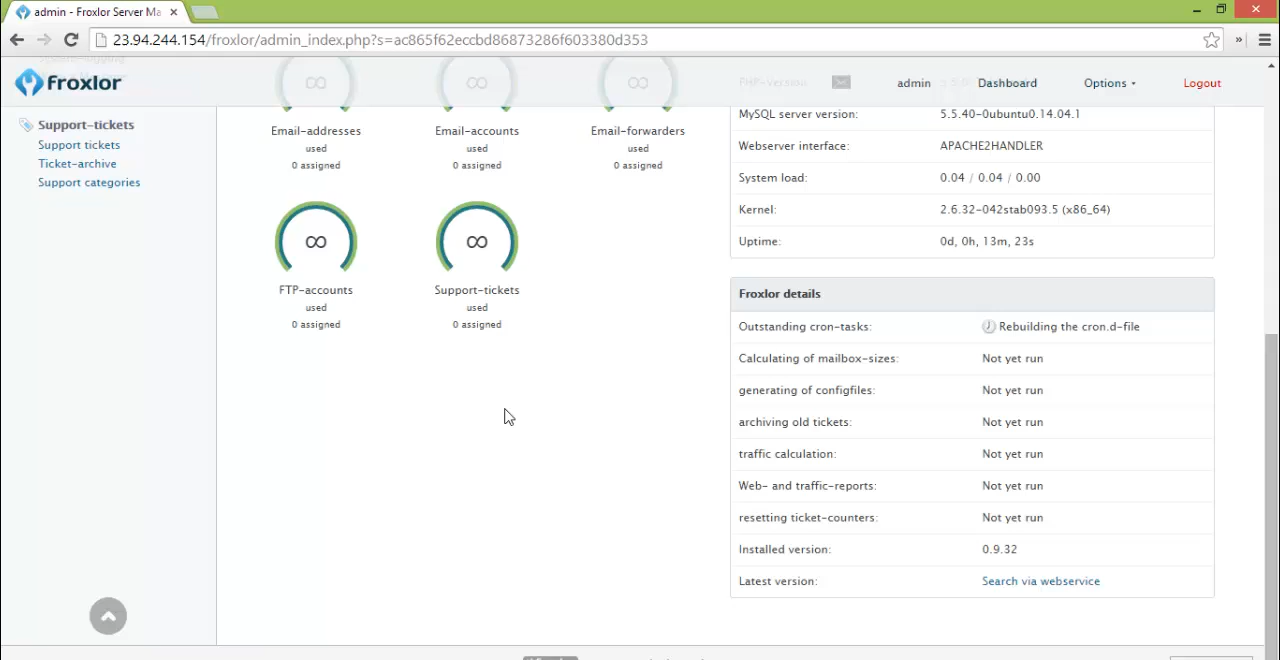 admin - Froxlor Server Ma
23.94.244.154/froxlor/admin_index.php?s=ac865f62eccbd86873286f603380d353
froxlor
PHP-version
admin
Dashboard
Options
Logout
Support-tickets
Support tickets
Ticket-archive
Support categories
∞ ∞ ∞
Email-addresses
used
0 assigned
Email-accounts
used
0 assigned
Email-forwarders
used
0 assigned
∞
FTP-accounts
used
0 assigned
∞
Support-tickets
used
0 assigned
MySQL server version: 5.5.40-0ubuntu0.14.04.1
Webserver interface: APACHE2HANDLER
System load: 0.04 / 0.04 / 0.00
Kernel: 2.6.32-042stab093.5 (x86_64)
Uptime: 0d, 0h, 13m, 23s
Froxlor details
Outstanding cron-tasks: Rebuilding the cron.d-file
Calculating of mailbox-sizes: Not yet run
generating of configfiles: Not yet run
archiving old tickets: Not yet run
traffic calculation: Not yet run
Web- and traffic-reports: Not yet run
resetting ticket-counters: Not yet run
Installed version: 0.9.32
Latest version: Search via webservice